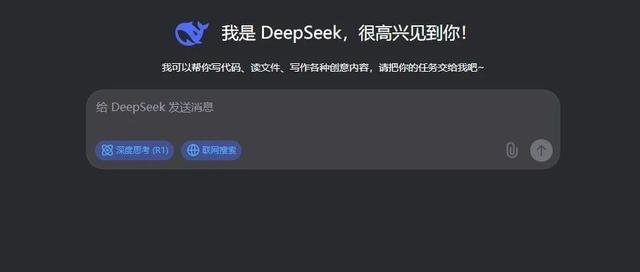 我是 DeepSeek，很高兴见到你！
我可以帮你写代码、读文件、写作各种创意内容，请把你的任务交给我吧~
给 DeepSeek 发送消息
深度思考 (R1) 联网搜索